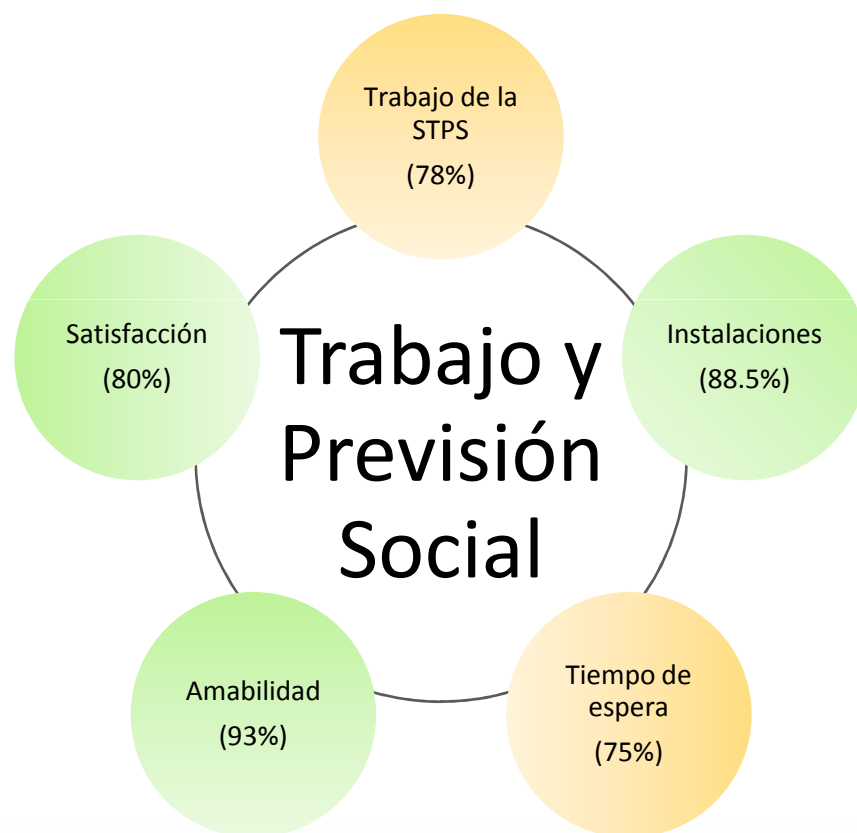 Trabajo de la
STPS
(78%)
Satisfacción
(80%)
Trabajo y
Previsión
Social
Instalaciones
(88.5%)
Amabilidad
(93%)
Tiempo de
espera
(75%)